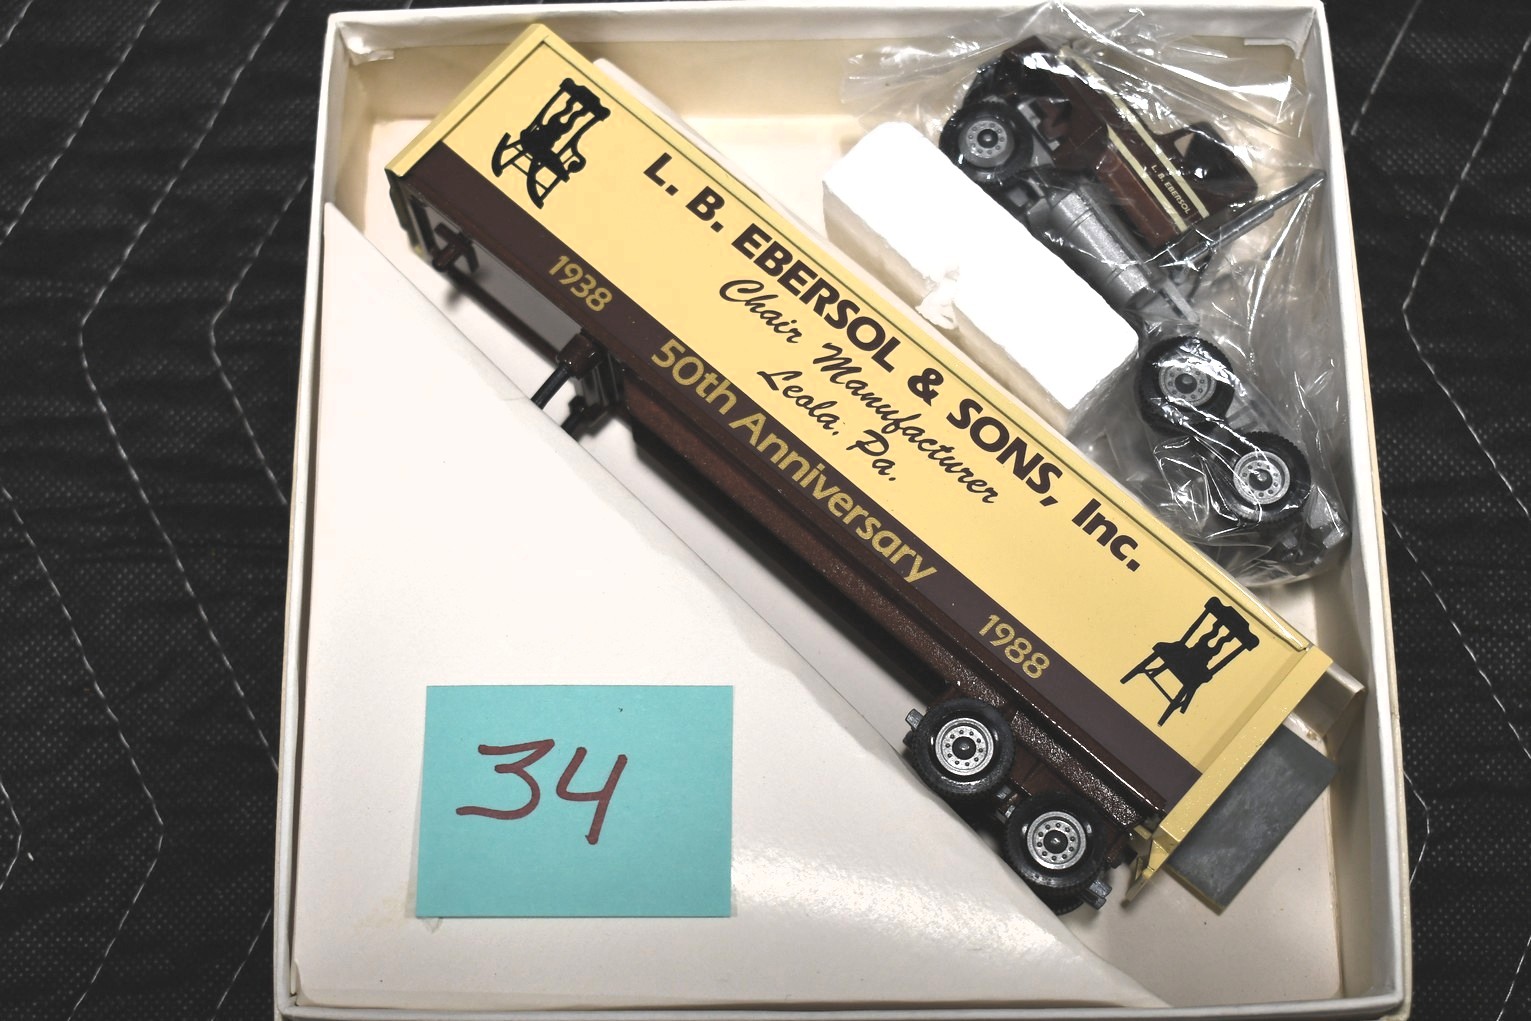 L. B. EBERSOL & SONS, Inc.
Chair Manufacturer
Leola, Pa.
1938
50th Anniversary
1988
L. B. EBERSOL
34